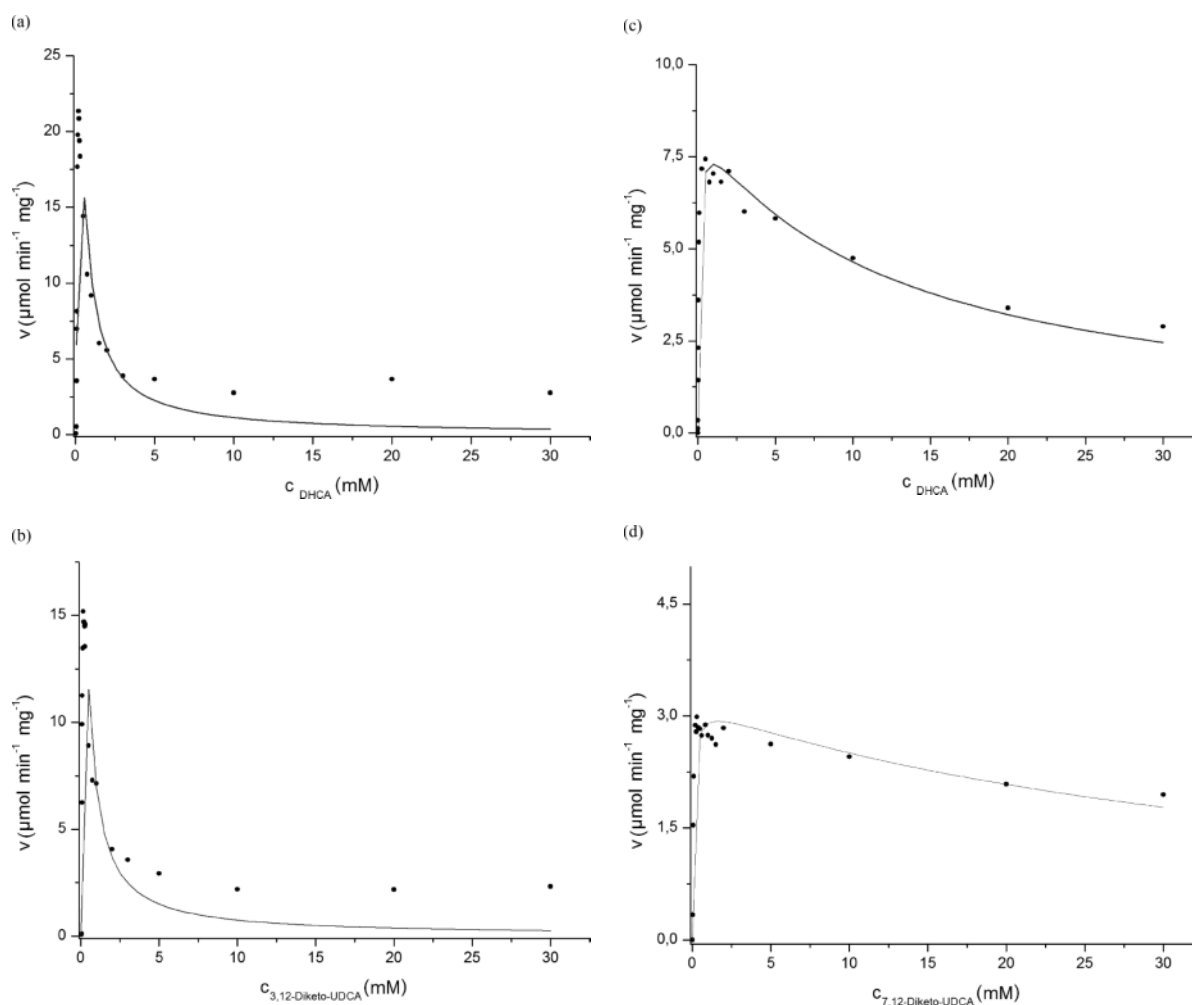 (a)
25
20
15
10
5
0
v (µmol min⁻¹ mg⁻¹)
0 5 10 15 20 25 30
c DHCA (mM)
(c)
10,0
7,5
5,0
2,5
0,0
v (µmol min⁻¹ mg⁻¹)
0 5 10 15 20 25 30
c DHCA (mM)
(b)
15
10
5
0
v (µmol min⁻¹ mg⁻¹)
0 5 10 15 20 25 30
c 3,12-Diketo-UDCA (mM)
(d)
4,5
3,0
1,5
0,0
v (µmol min⁻¹ mg⁻¹)
0 5 10 15 20 25 30
c 7,12-Diketo-UDCA (mM)